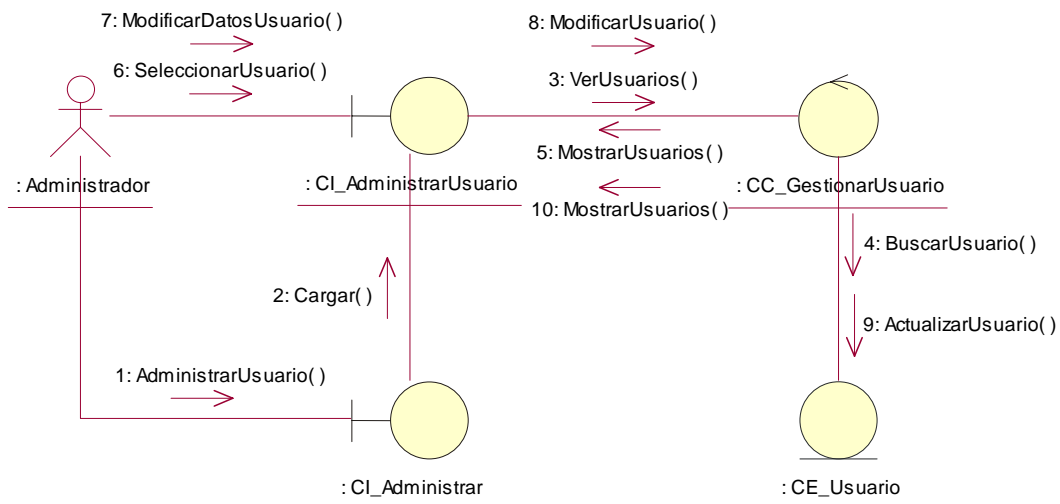 7: ModificarDatosUsuario( )
8: ModificarUsuario( )
6: SeleccionarUsuario( )
3: VerUsuarios( )
5: MostrarUsuarios( )
: Administrador
: CI_AdministrarUsuario
: CC_GestionarUsuario
10: MostrarUsuarios( )
4: BuscarUsuario( )
2: Cargar( )
9: ActualizarUsuario( )
1: AdministrarUsuario( )
: CI_Administrar
: CE_Usuario